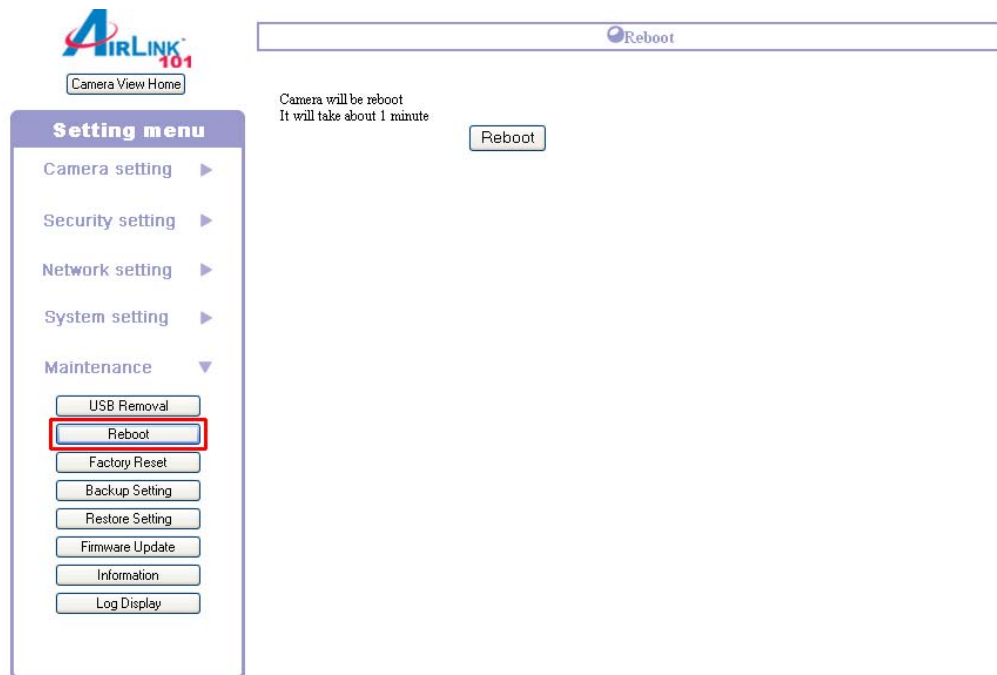 AIRLINK
101
Camera View Home
Setting menu
Camera setting
Security setting
Network setting
System setting
Maintenance
USB Removal
Reboot
Factory Reset
Backup Setting
Restore Setting
Firmware Update
Information
Log Display
Reboot
Camera will be reboot
It will take about 1 minute
Reboot